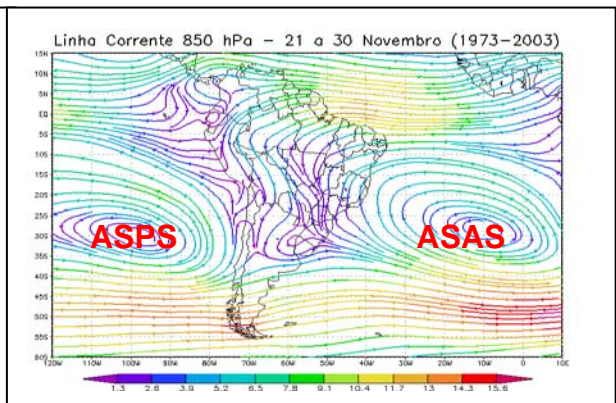 Linha Corrente 850 hPa – 21 a 30 Novembro (1973–2003)
15N
10N
5N
EQ
5S
10S
15S
20S
25S
30S
35S
40S
45S
50S
55S
60S
ASPS
ASAS
120W 110W 100W 90W 80W 70W 60W 50W 40W 30W 20W 10W 0 10E
1.3 2.6 3.9 5.2 6.5 7.8 9.1 10.4 11.7 13 14.3 15.6